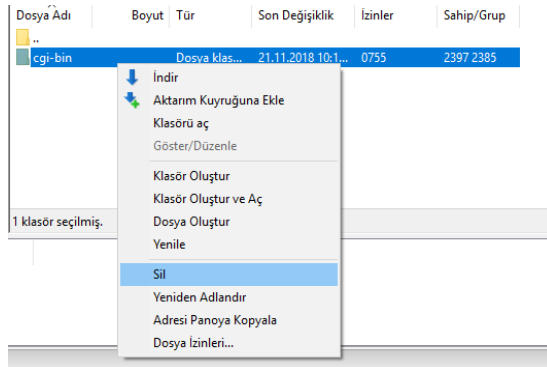 Dosya Adı Boyut Tür Son Değişiklik İzinler Sahip/Grup
..
cgi-bin Dosya klas... 21.11.2018 10:1... 0755 2397 2385
İndir
Aktarım Kuyruğuna Ekle
Klasörü aç
Göster/Düzenle
Klasör Oluştur
Klasör Oluştur ve Aç
Dosya Oluştur
1 klasör seçilmiş.
Yenile
Sil
Yeniden Adlandır
Adresi Panoya Kopyala
Dosya İzinleri...